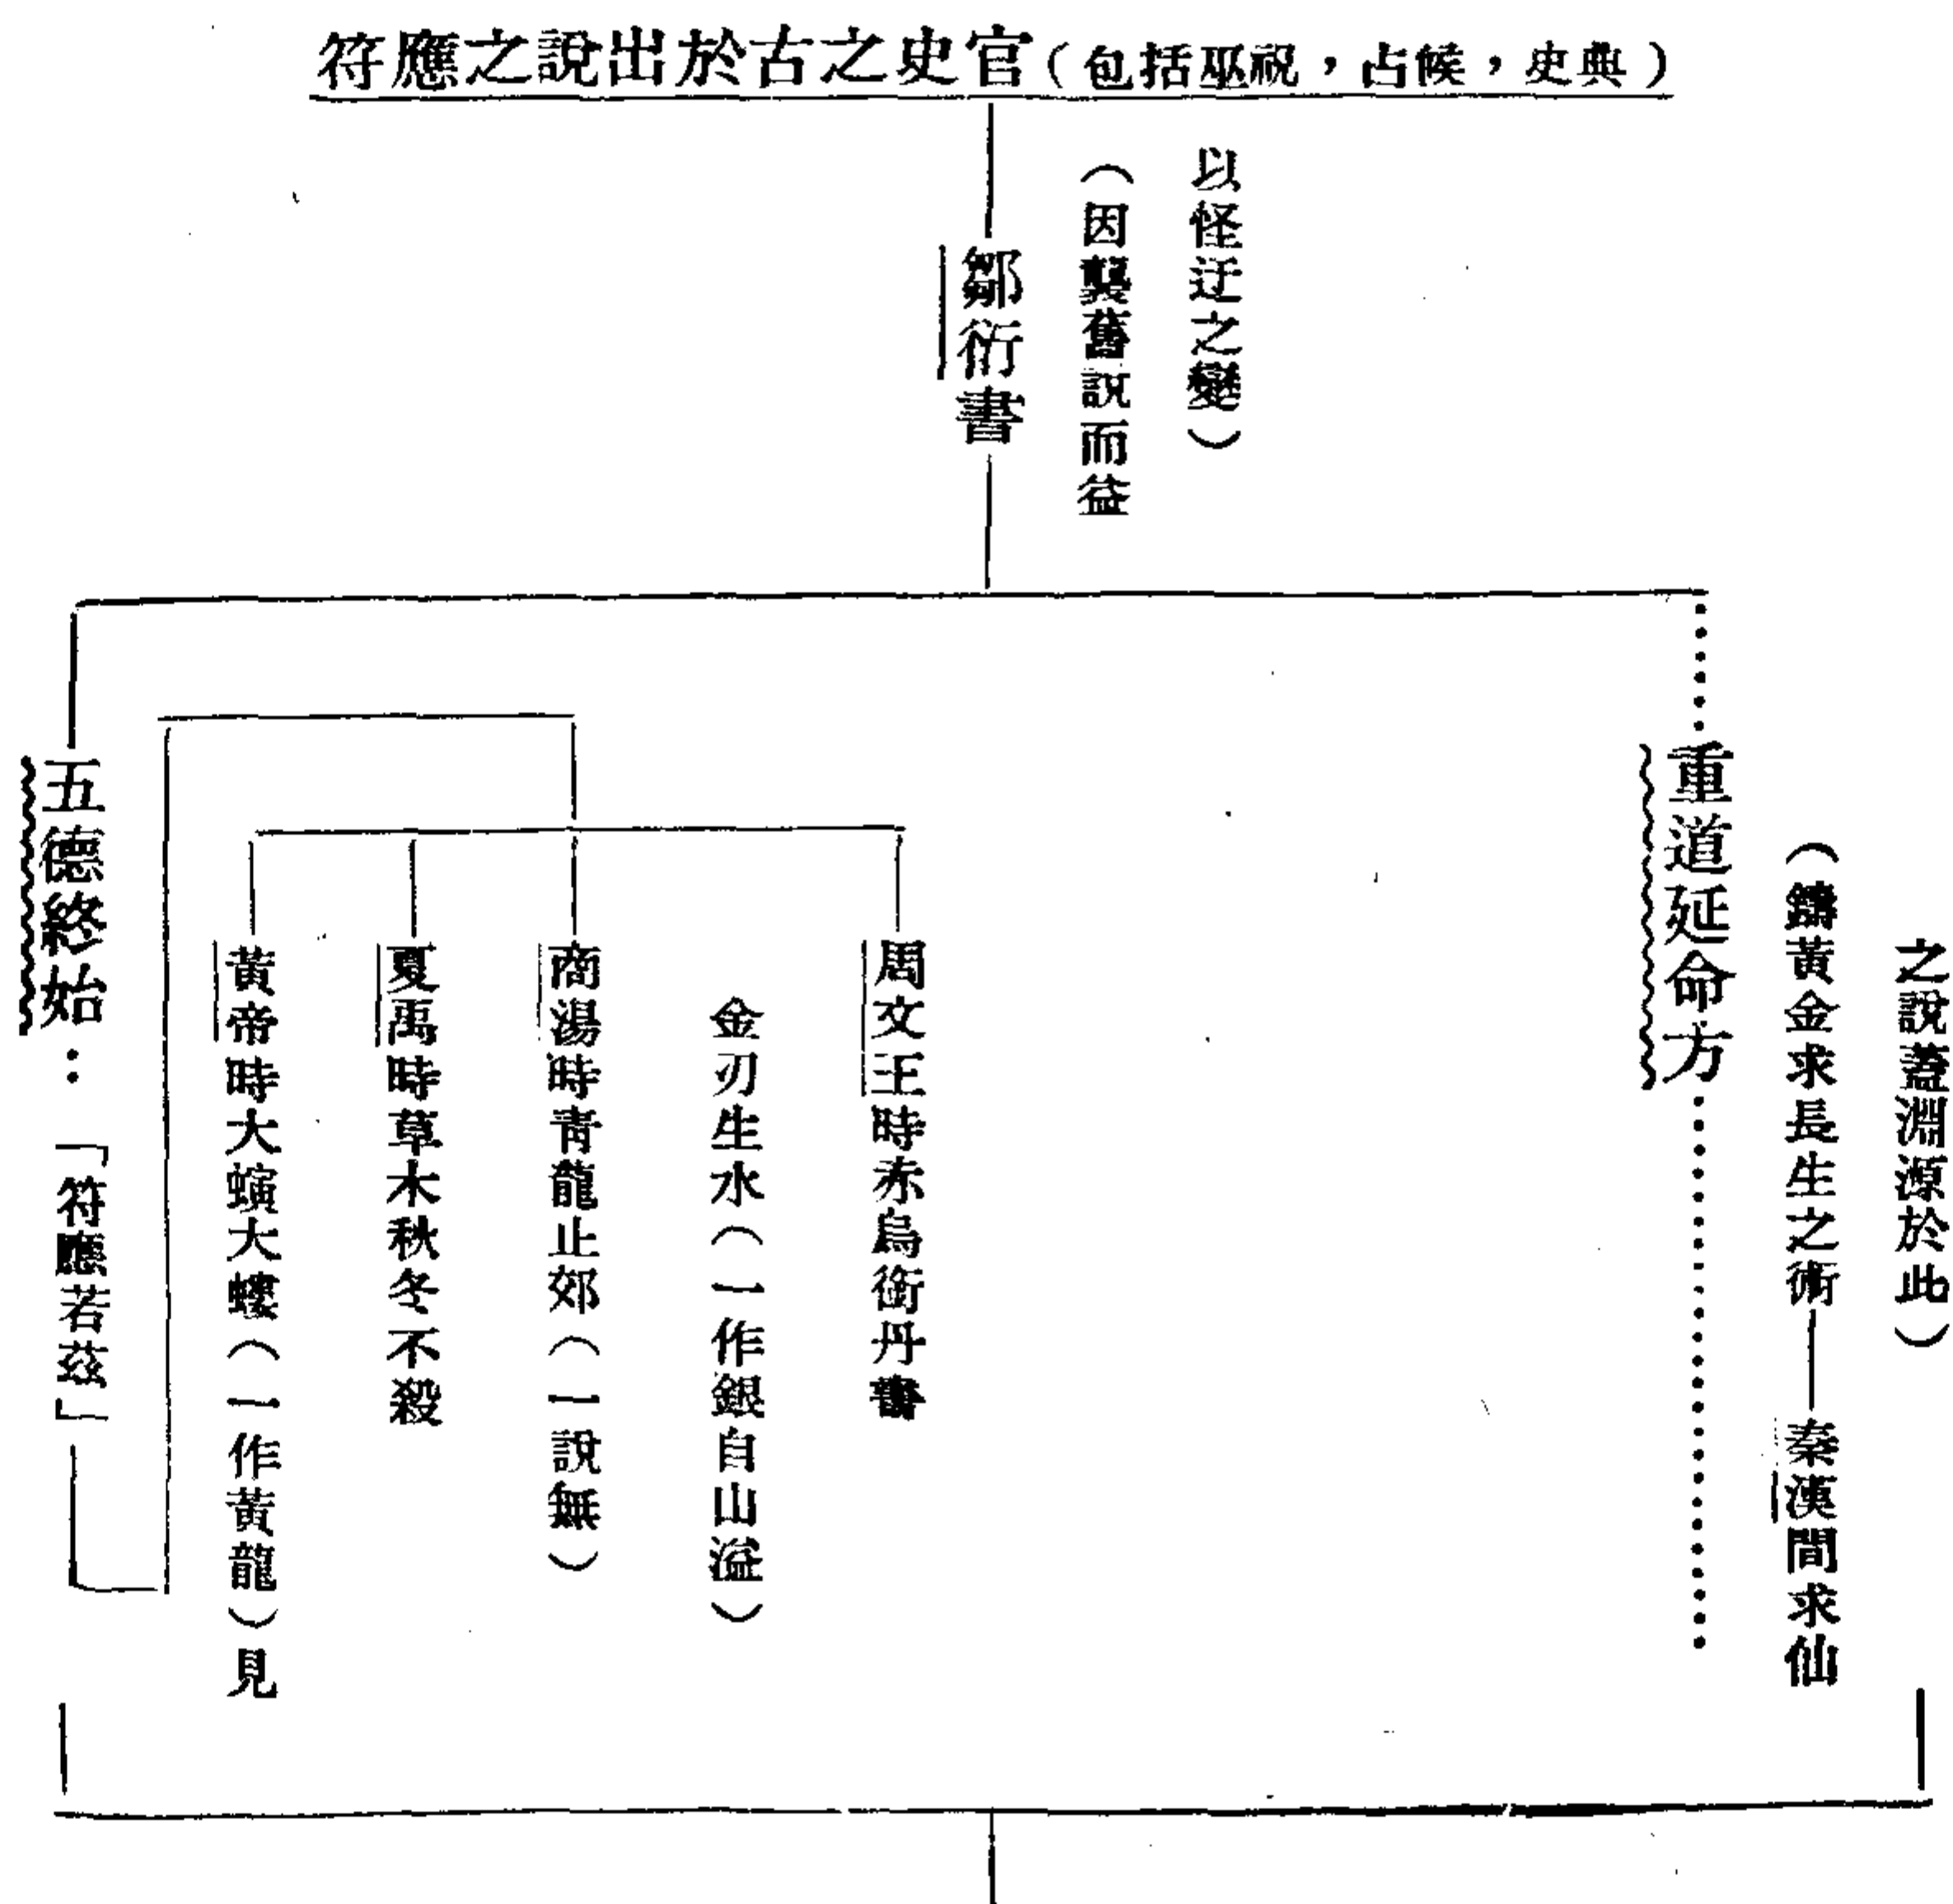 符應之說出於古之史官（包括巫祝，占候，史典）
鄒衍書
（因襲舊說而益
以怪迂之變）
五德終始：「符應若茲」
黃帝時大螾大螻（一作黃龍）見
夏禹時草木秋冬不殺
商湯時青龍止郊（一說無）
金刃生水（一作銀自山溢）
周文王時赤烏銜丹書
重道延命方
（鑄黃金求長生之術——秦漢間求仙
之說蓋淵源於此）